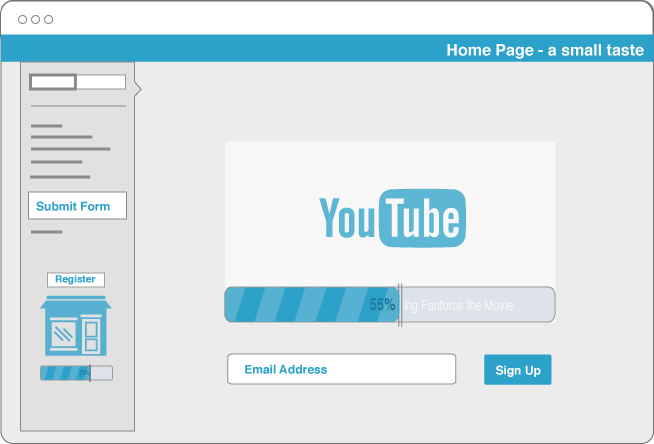 Home Page - a small taste
Submit Form
Register
YouTube
55% ing Fanforce the Movie
Email Address
Sign Up